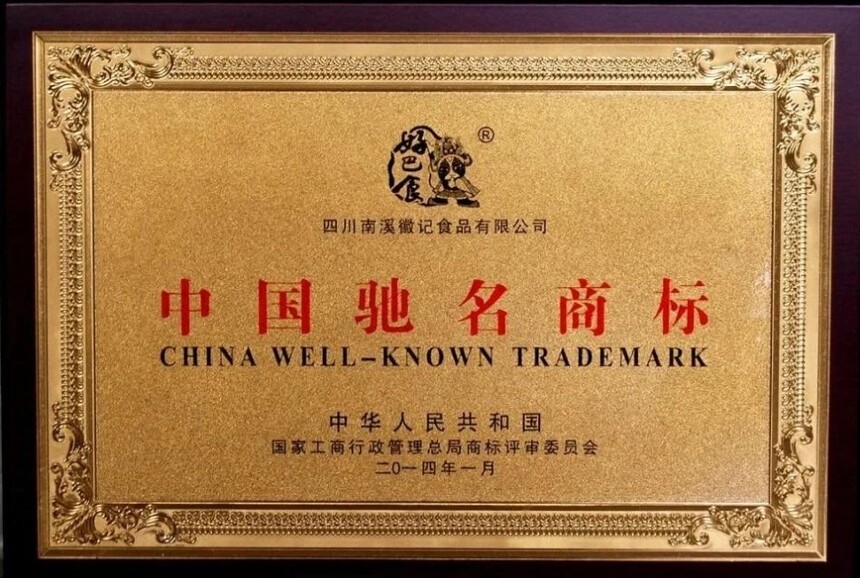 好巴食 ®
四川南溪徽记食品有限公司
中国驰名商标
CHINA WELL-KNOWN TRADEMARK
中华人民共和国
国家工商行政管理总局商标评审委员会
二0一四年一月